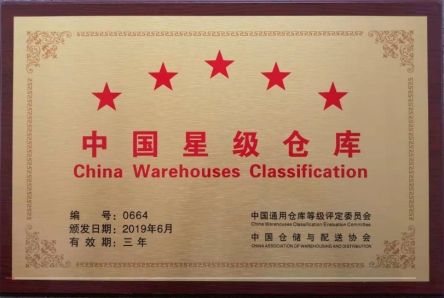 中国星级仓库
China Warehouses Classification
编 号: 0664
颁发日期: 2019年6月
有 效 期: 三 年
中国通用仓库等级评定委员会
China Warehouses Classification Evaluation Committee
中国仓储与配送协会
CHINA ASSOCIATION OF WAREHOUSING AND DISTRIBUTION